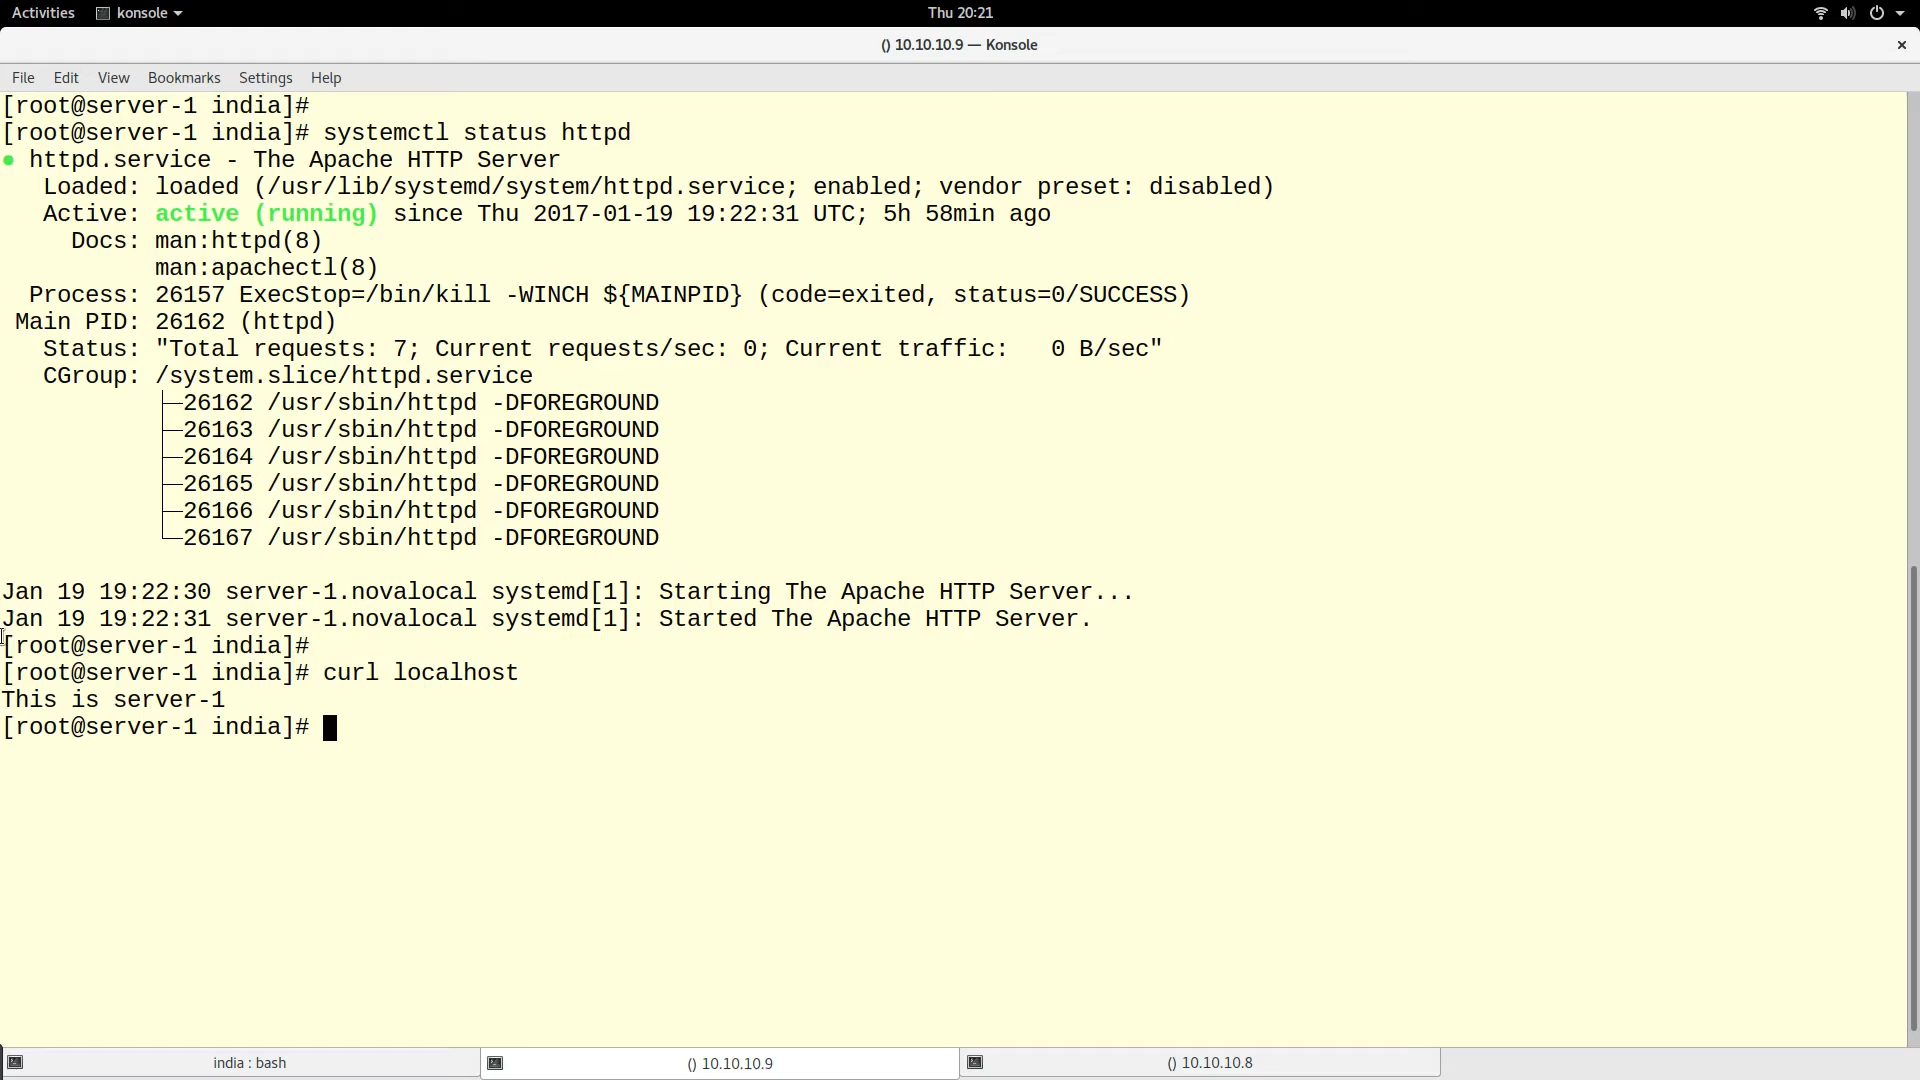 Activities konsole Thu 20:21
() 10.10.10.9 — Konsole
File Edit View Bookmarks Settings Help
[root@server-1 india]#
[root@server-1 india]# systemctl status httpd
● httpd.service - The Apache HTTP Server
   Loaded: loaded (/usr/lib/systemd/system/httpd.service; enabled; vendor preset: disabled)
   Active: active (running) since Thu 2017-01-19 19:22:31 UTC; 5h 58min ago
     Docs: man:httpd(8)
           man:apachectl(8)
  Process: 26157 ExecStop=/bin/kill -WINCH ${MAINPID} (code=exited, status=0/SUCCESS)
 Main PID: 26162 (httpd)
   Status: "Total requests: 7; Current requests/sec: 0; Current traffic:   0 B/sec"
   CGroup: /system.slice/httpd.service
           ├─26162 /usr/sbin/httpd -DFOREGROUND
           ├─26163 /usr/sbin/httpd -DFOREGROUND
           ├─26164 /usr/sbin/httpd -DFOREGROUND
           ├─26165 /usr/sbin/httpd -DFOREGROUND
           ├─26166 /usr/sbin/httpd -DFOREGROUND
           └─26167 /usr/sbin/httpd -DFOREGROUND

Jan 19 19:22:30 server-1.novalocal systemd[1]: Starting The Apache HTTP Server...
Jan 19 19:22:31 server-1.novalocal systemd[1]: Started The Apache HTTP Server.
[root@server-1 india]#
[root@server-1 india]# curl localhost
This is server-1
[root@server-1 india]#
india : bash () 10.10.10.9 () 10.10.10.8